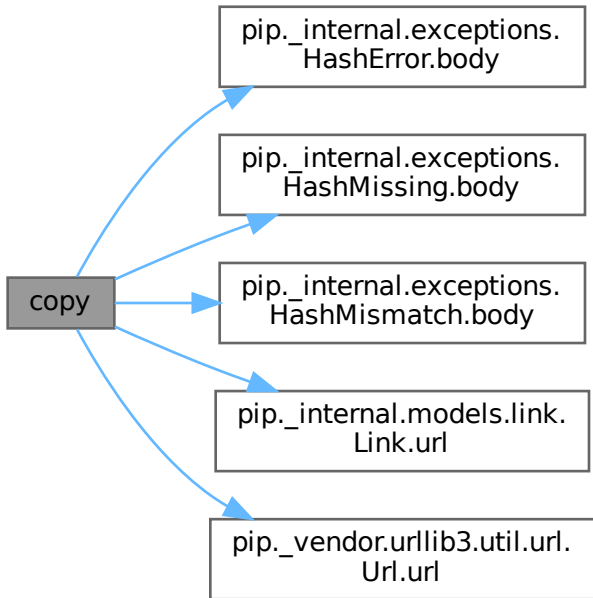 pip._internal.exceptions.
HashError.body
pip._internal.exceptions.
HashMissing.body
copy
pip._internal.exceptions.
HashMismatch.body
pip._internal.models.link.
Link.url
pip._vendor.urllib3.util.url.
Url.url